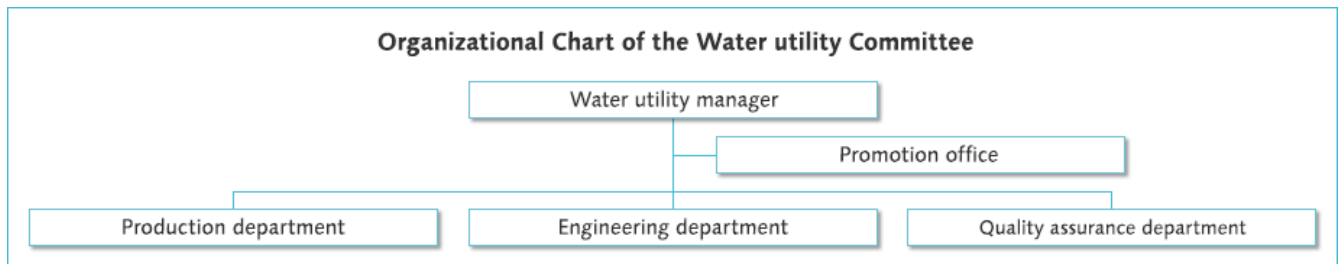 Organizational Chart of the Water utility Committee
Water utility manager
Promotion office
Production department
Engineering department
Quality assurance department